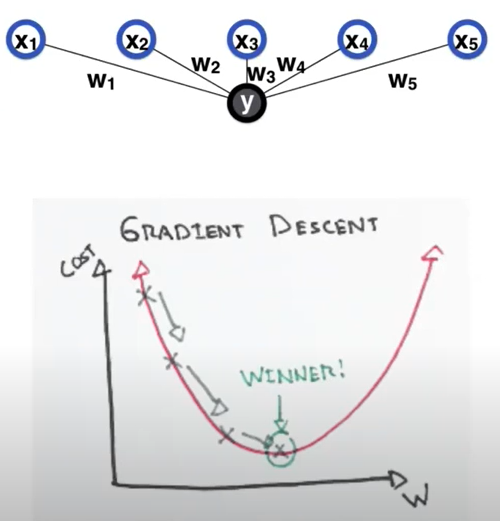 x1 x2 x3 x4 x5
w1 w2 w3 w4 w5
y
GRADIENT DESCENT
COST
WINNER!
W